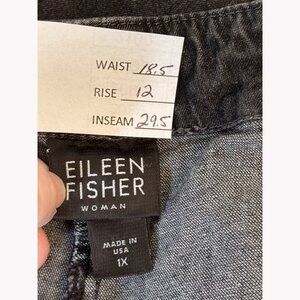 WAIST 18.5
RISE 12
INSEAM 29.5
EILEEN
FISHER
WOMAN
MADE IN
USA
1X